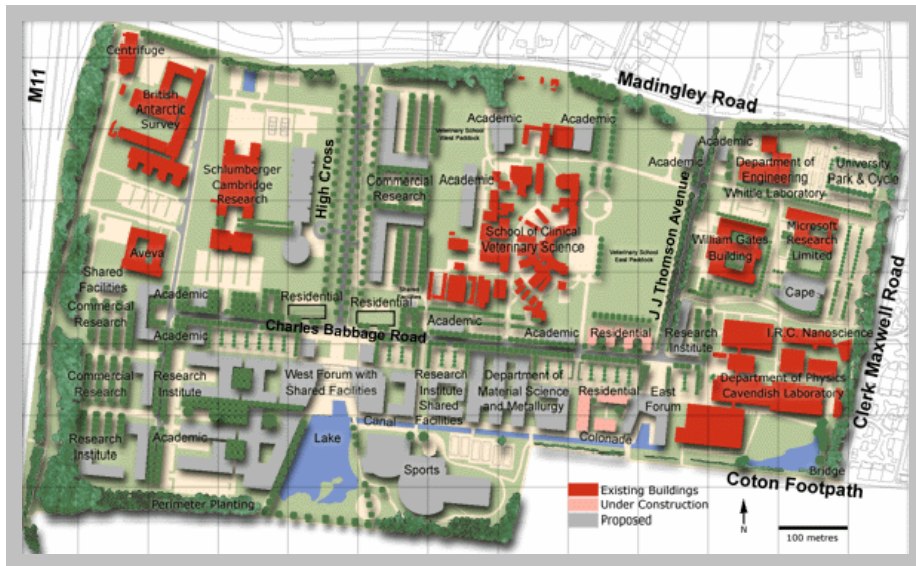 Centrifuge
M11
British
Antarctic
Survey
Madingley Road
Academic
Academic
Veterinary School
West Paddock
High Cross
Schlumberger
Cambridge
Research
Commercial
Research
Academic
Academic
Academic
Department of
Engineering
Whittle Laboratory
University
Park & Cycle
J J Thomson Avenue
School of Clinical
Veterinary Science
Veterinary School
East Paddock
William Gates
Building
Microsoft
Research
Limited
Aveva
Shared
Facilities
Commercial
Research
Academic
Residential
Residential
Shared
Facilities
Cape
Clerk Maxwell Road
Charles Babbage Road
Academic
Academic
Academic
Residential
Research
Institute
I.R.C. Nanoscience
Commercial
Research
Research
Institute
West Forum with
Shared Facilities
Research
Institute
Shared
Facilities
Department of
Material Science
and Metallurgy
Residential
East
Forum
Department of Physics
Cavendish Laboratory
Research
Institute
Academic
Lake
Canal
Colonade
Sports
Bridge
Coton Footpath
Perimeter Planting
Existing Buildings
Under Construction
Proposed
N
100 metres